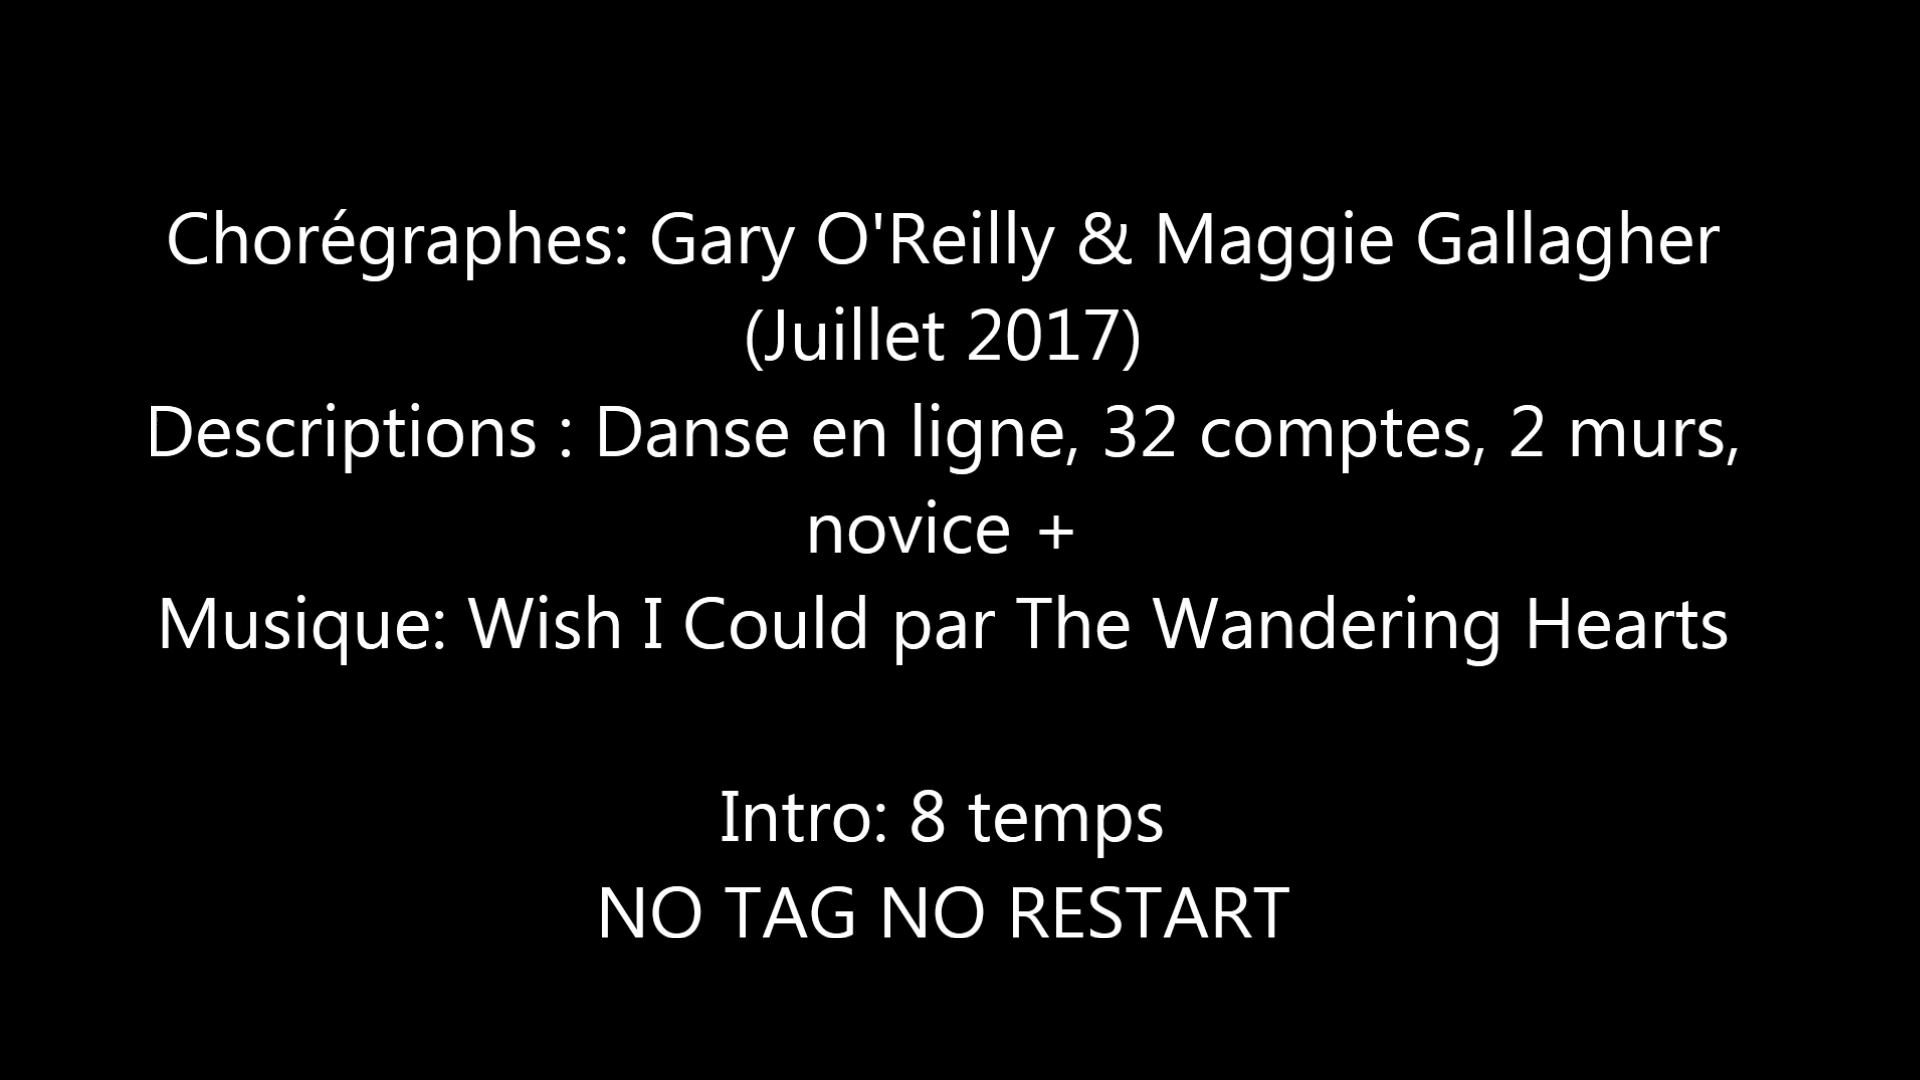 Chorégraphes: Gary O'Reilly & Maggie Gallagher
(Juillet 2017)
Descriptions : Danse en ligne, 32 comptes, 2 murs,
novice +
Musique: Wish I Could par The Wandering Hearts
Intro: 8 temps
NO TAG NO RESTART